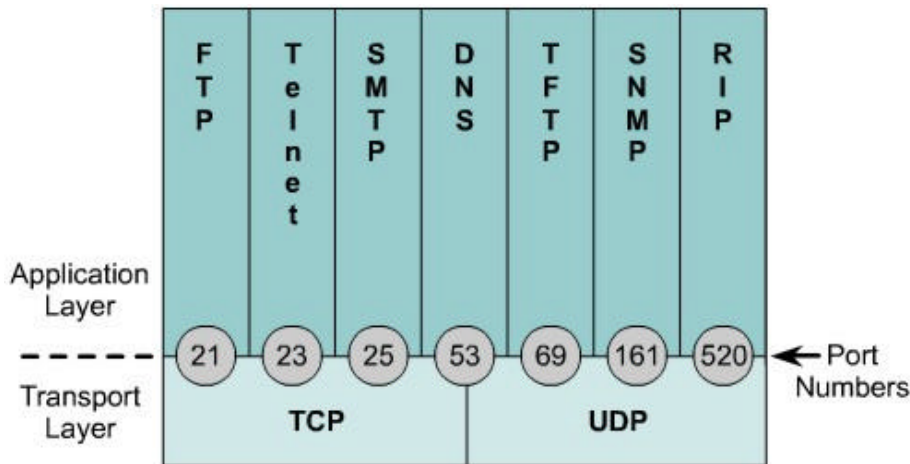 FTP
Telnet
SMTP
DNS
TFTP
SNMP
RIP
Application
Layer
21
23
25
53
69
161
520
Port
Numbers
Transport
Layer
TCP
UDP